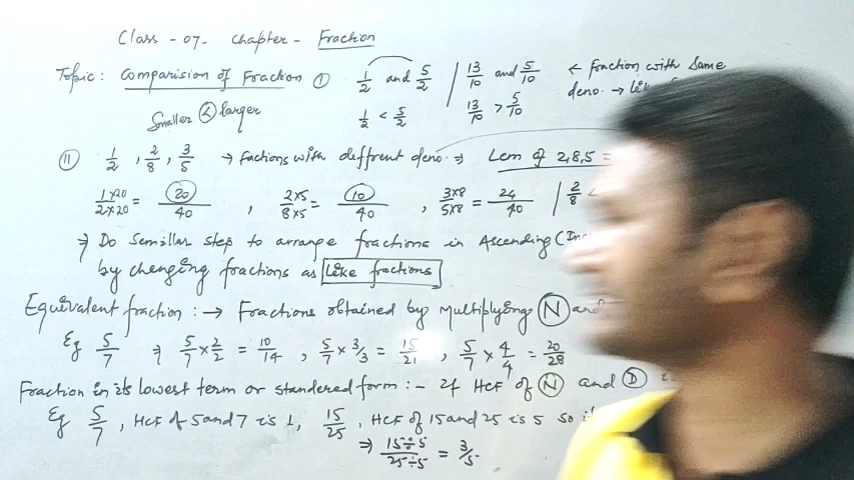 Class - 07. Chapter - Fraction
Topic: Comparision of Fraction ① 1/2 and 5/2 | 13/10 and 5/10 ← fraction with same
deno. →
Smaller < larger 1/2 < 5/2 13/10 > 5/10
II 1/2, 2/8, 3/5 → factions with diffrent deno. ⇒ Lcm of 2,8,5 =
1×20/2×20 = 20/40, 2×5/8×5 = 10/40, 3×8/5×8 = 24/40 | 2/8 <
⇒ Do semillar step to arrange fractions in Ascending
by chenging fractions as Like fractions
Equivalent fraction : → Fractions obtained by multiplying N and
Eg 5/7 ⇒ 5/7 × 2/2 = 10/14, 5/7 × 3/3 = 15/21, 5/7 × 4/4 = 20/28
Fraction in its lowest term or standered form : - If HCF of N and D
Eg 5/7, HCF of 5 and 7 is 1, 15/25, HCF of 15 and 25 is 5 so
⇒ 15÷5/25÷5 = 3/5